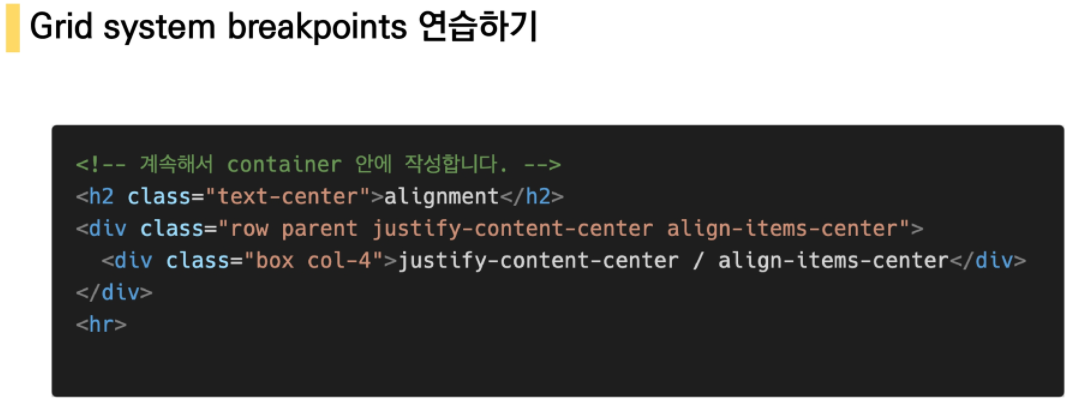 Grid system breakpoints 연습하기
<!-- 계속해서 container 안에 작성합니다. -->
<h2 class="text-center">alignment</h2>
<div class="row parent justify-content-center align-items-center">
  <div class="box col-4">justify-content-center / align-items-center</div>
</div>
<hr>